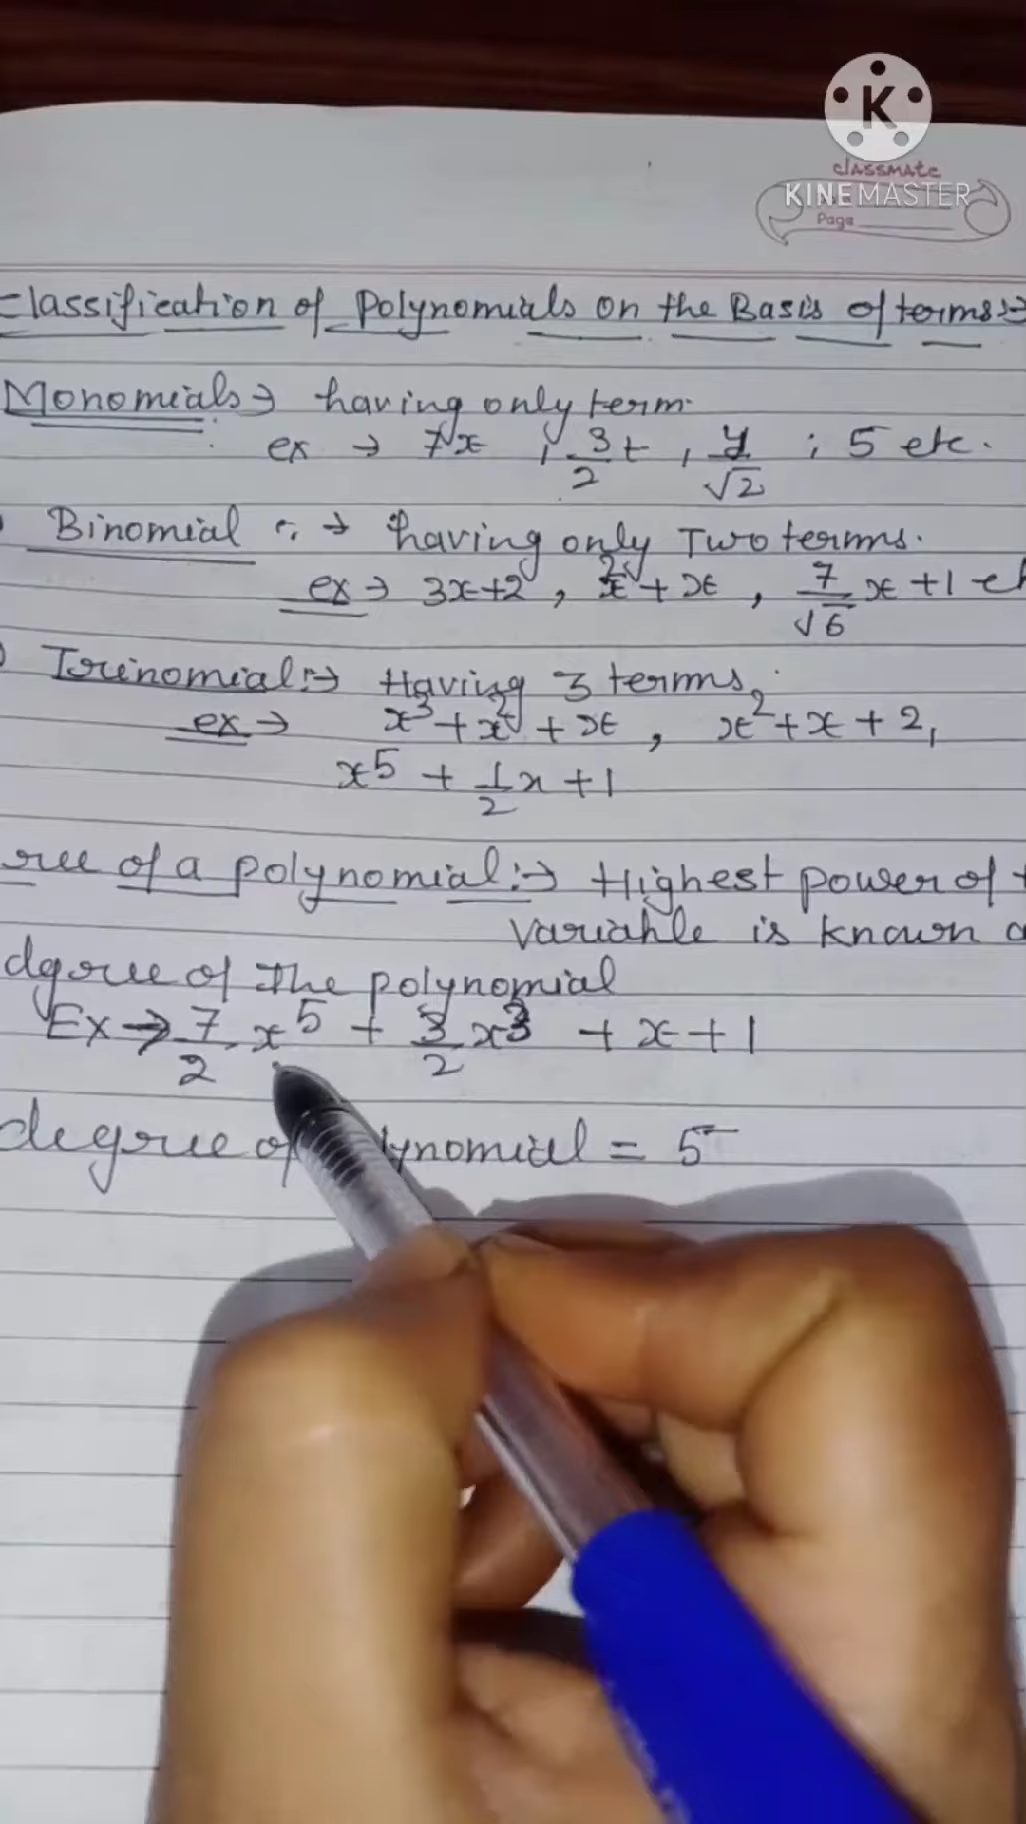 K
classmate
KINEMASTER
Page
Classification of Polynomials on the Basis of terms:→
Monomials→ having only term.
ex → 7x , 3/2 t , y/√2 ; 5 etc.
Binomial :→ having only Two terms.
ex→ 3x+2 , x² + x , 7/√6 x +1
Trinomial:→ Having 3 terms.
ex→ x³ + x² + x , x² + x + 2,
x⁵ + 1/2 x + 1
of a polynomial:→ Highest power of
variable is known
dgree of The polynomial
Ex→ 7/2 x⁵ + 3/2 x³ + x + 1
degree of = 5